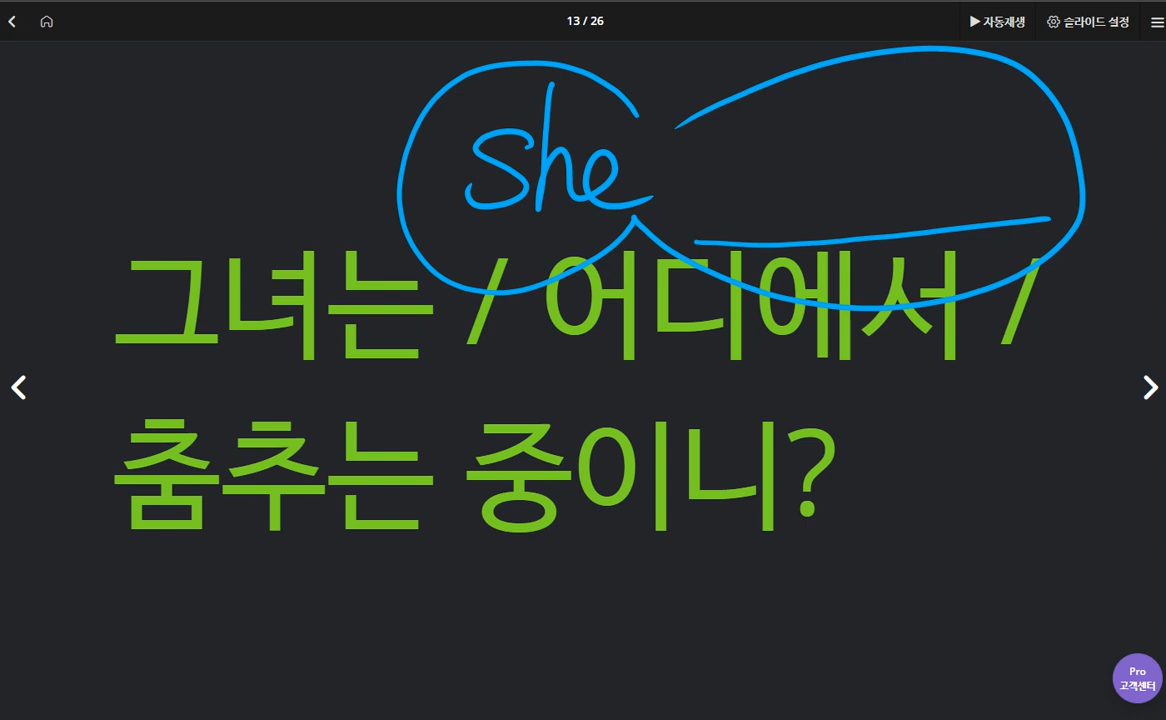 13 / 26
자동재생
슬라이드 설정
she
그녀는 / 어디에서 /
춤추는 중이니?
Pro
고객센터